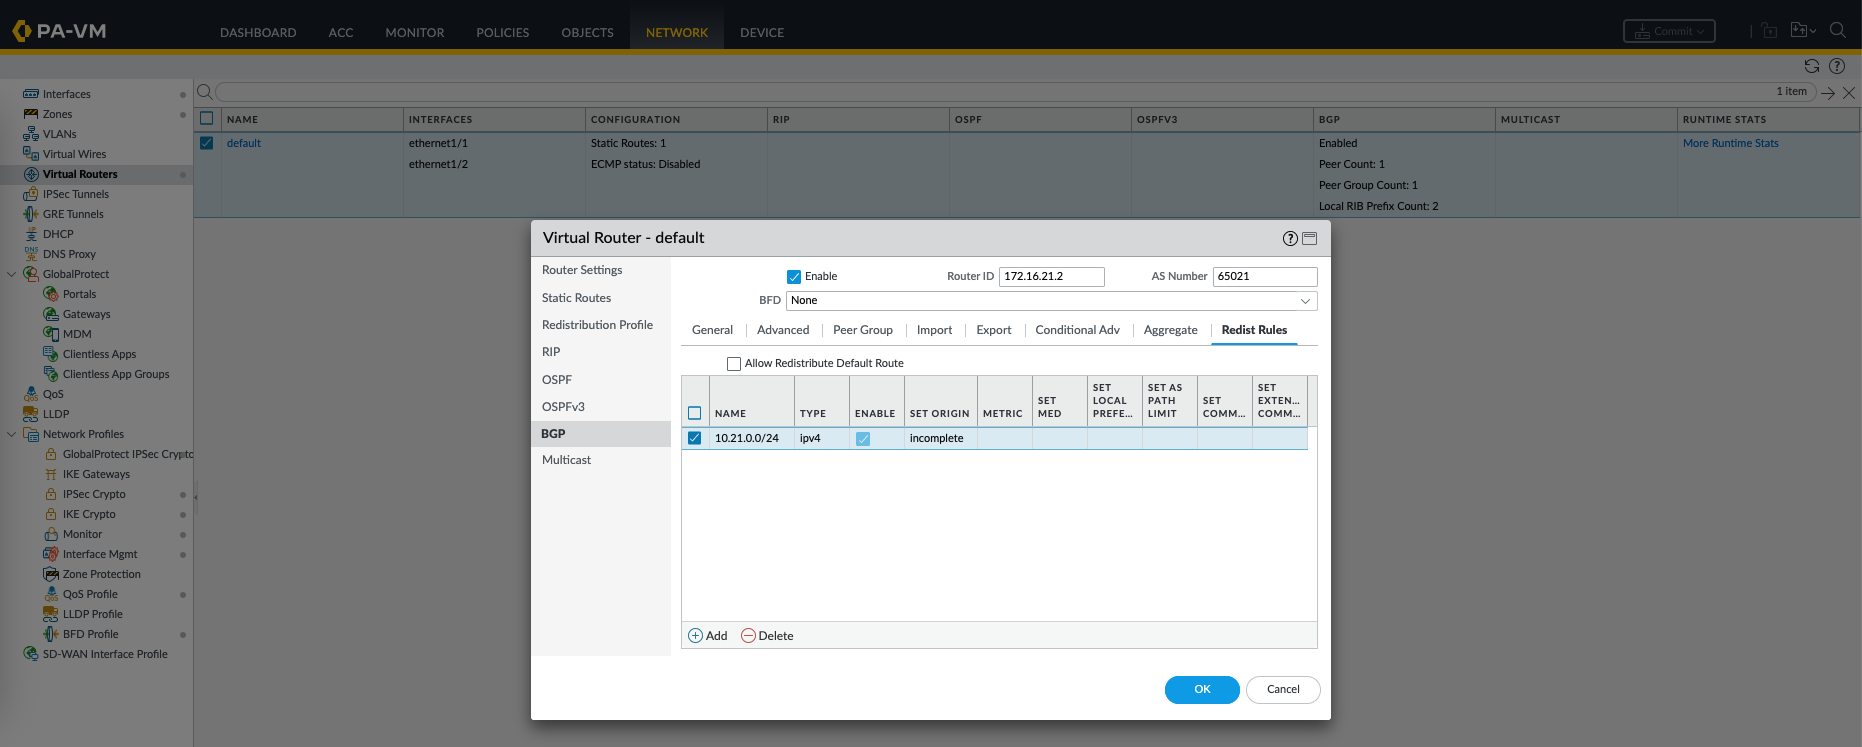 PA-VM
DASHBOARD ACC MONITOR POLICIES OBJECTS NETWORK DEVICE
Commit
Interfaces
Zones
VLANs
Virtual Wires
Virtual Routers
IPSec Tunnels
GRE Tunnels
DHCP
DNS
DNS Proxy
GlobalProtect
Portals
Gateways
MDM
Clientless Apps
Clientless App Groups
QoS
LLDP
Network Profiles
GlobalProtect IPSec Crypto
IKE Gateways
IPSec Crypto
IKE Crypto
Monitor
Interface Mgmt
Zone Protection
QoS Profile
LLDP Profile
BFD Profile
SD-WAN Interface Profile
1 item
NAME INTERFACES CONFIGURATION RIP OSPF OSPFV3 BGP MULTICAST RUNTIME STATS
default ethernet1/1 Static Routes: 1 Enabled More Runtime Stats
ethernet1/2 ECMP status: Disabled Peer Count: 1
Peer Group Count: 1
Local RIB Prefix Count: 2
Virtual Router - default
Router Settings
Static Routes
Redistribution Profile
RIP
OSPF
OSPFv3
BGP
Multicast
Enable Router ID 172.16.21.2 AS Number 65021
BFD None
General Advanced Peer Group Import Export Conditional Adv Aggregate Redist Rules
Allow Redistribute Default Route
NAME TYPE ENABLE SET ORIGIN METRIC SET MED SET LOCAL PREFE... SET AS PATH LIMIT SET COMM... SET EXTEN... COMM...
10.21.0.0/24 ipv4 incomplete
Add Delete
OK Cancel